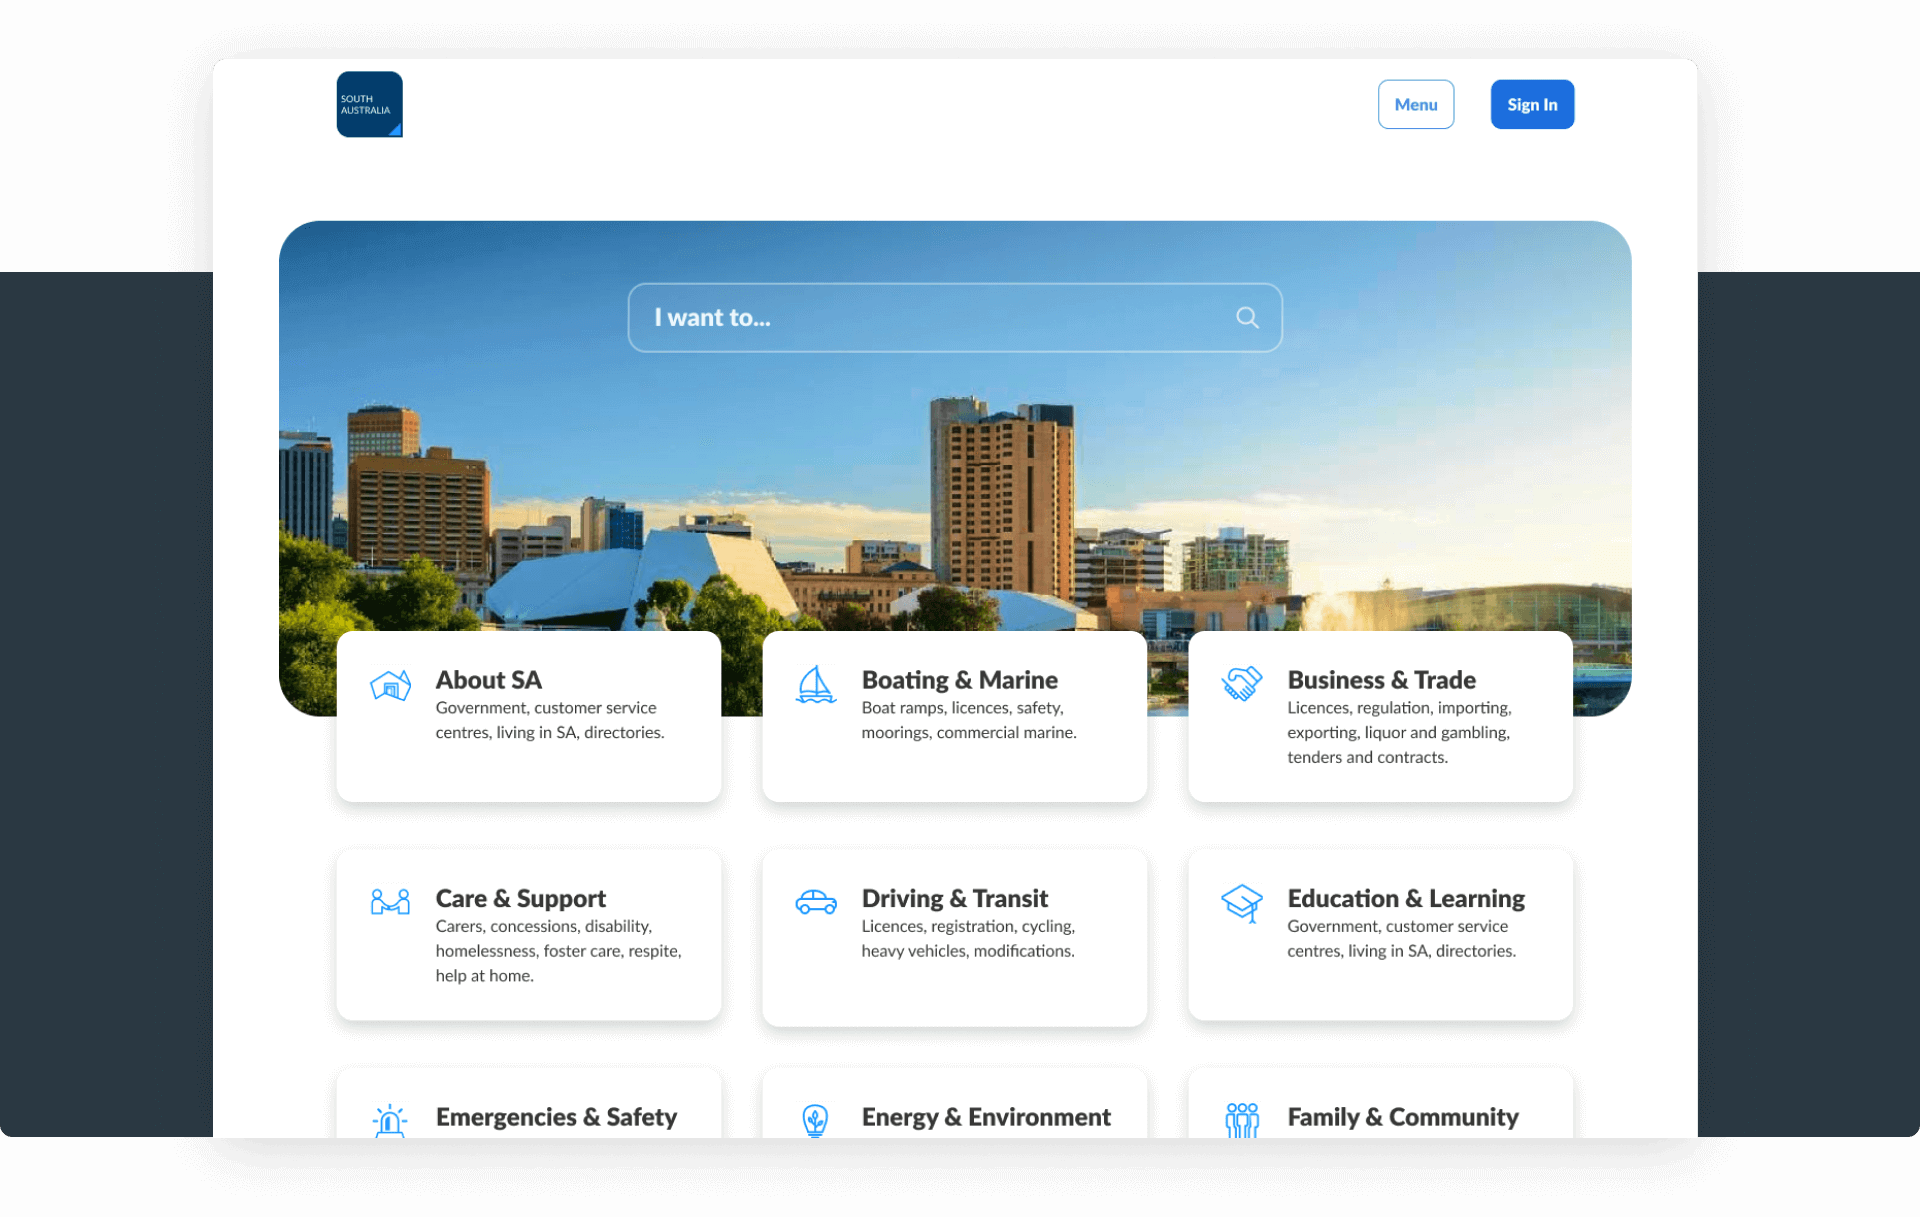 SOUTH
AUSTRALIA
Menu
Sign In
I want to...
About SA
Government, customer service
centres, living in SA, directories.
Boating & Marine
Boat ramps, licences, safety,
moorings, commercial marine.
Business & Trade
Licences, regulation, importing,
exporting, liquor and gambling,
tenders and contracts.
Care & Support
Carers, concessions, disability,
homelessness, foster care, respite,
help at home.
Driving & Transit
Licences, registration, cycling,
heavy vehicles, modifications.
Education & Learning
Government, customer service
centres, living in SA, directories.
Emergencies & Safety
Energy & Environment
Family & Community